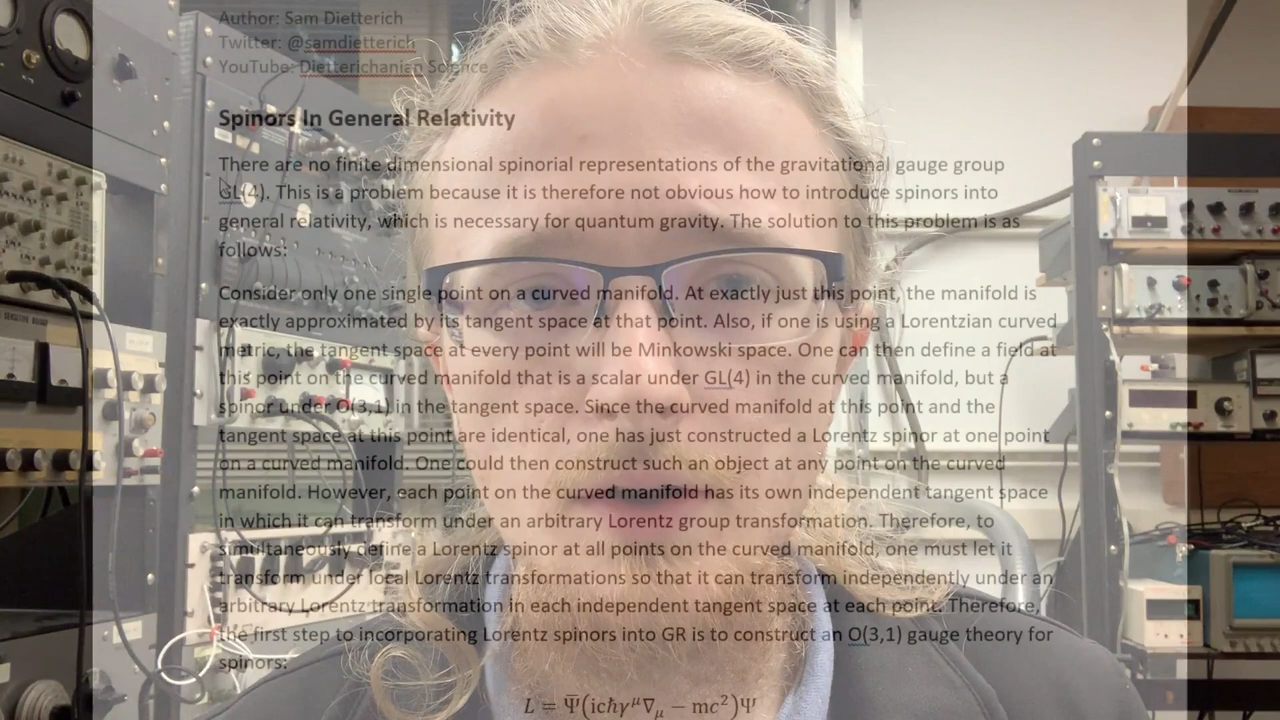 Author: Sam Dietterich
Twitter: @samdietterich
YouTube: Dietterichanian Science
Spinors In General Relativity
There are no finite dimensional spinorial representations of the gravitational gauge group
GL(4). This is a problem because it is therefore not obvious how to introduce spinors into
general relativity, which is necessary for quantum gravity. The solution to this problem is as
follows:
Consider only one single point on a curved manifold. At exactly just this point, the manifold is
exactly approximated by its tangent space at that point. Also, if one is using a Lorentzian curved
metric, the tangent space at every point will be Minkowski space. One can then define a field at
this point on the curved manifold that is a scalar under GL(4) in the curved manifold, but a
spinor under O(3,1) in the tangent space. Since the curved manifold at this point and the
tangent space at this point are identical, one has just constructed a Lorentz spinor at one point
on a curved manifold. One could then construct such an object at any point on the curved
manifold. However, each point on the curved manifold has its own independent tangent space
in which it can transform under an arbitrary Lorentz group transformation. Therefore, to
simultaneously define a Lorentz spinor at all points on the curved manifold, one must let it
transform under local Lorentz transformations so that it can transform independently under an
arbitrary Lorentz transformation in each independent tangent space at each point. Therefore,
the first step to incorporating Lorentz spinors into GR is to construct an O(3,1) gauge theory for
spinors:
L = Ψ̄(icħγ^μ∇_μ − mc²)Ψ